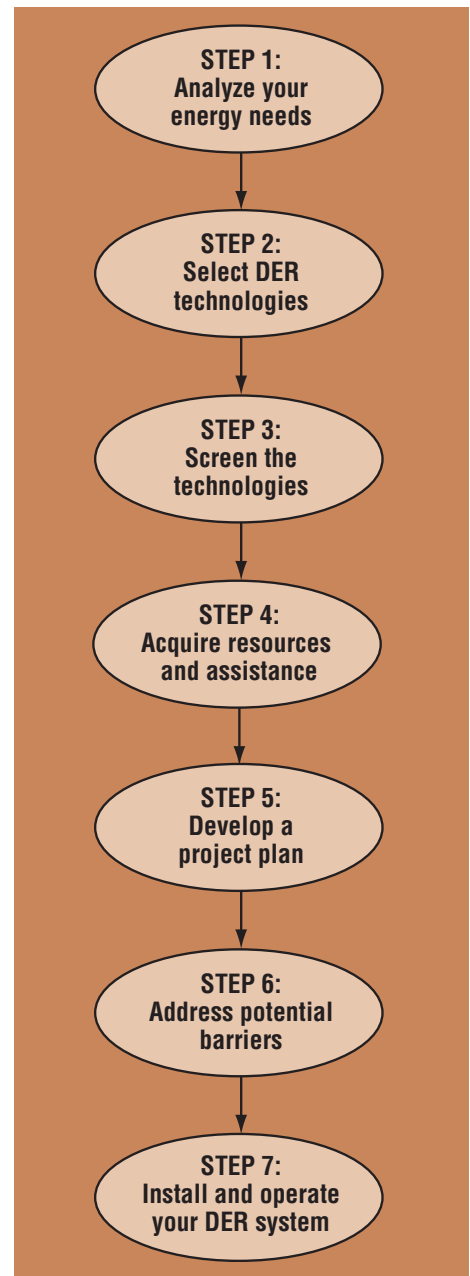 STEP 1:
Analyze your
energy needs
STEP 2:
Select DER
technologies
STEP 3:
Screen the
technologies
STEP 4:
Acquire resources
and assistance
STEP 5:
Develop a
project plan
STEP 6:
Address potential
barriers
STEP 7:
Install and operate
your DER system